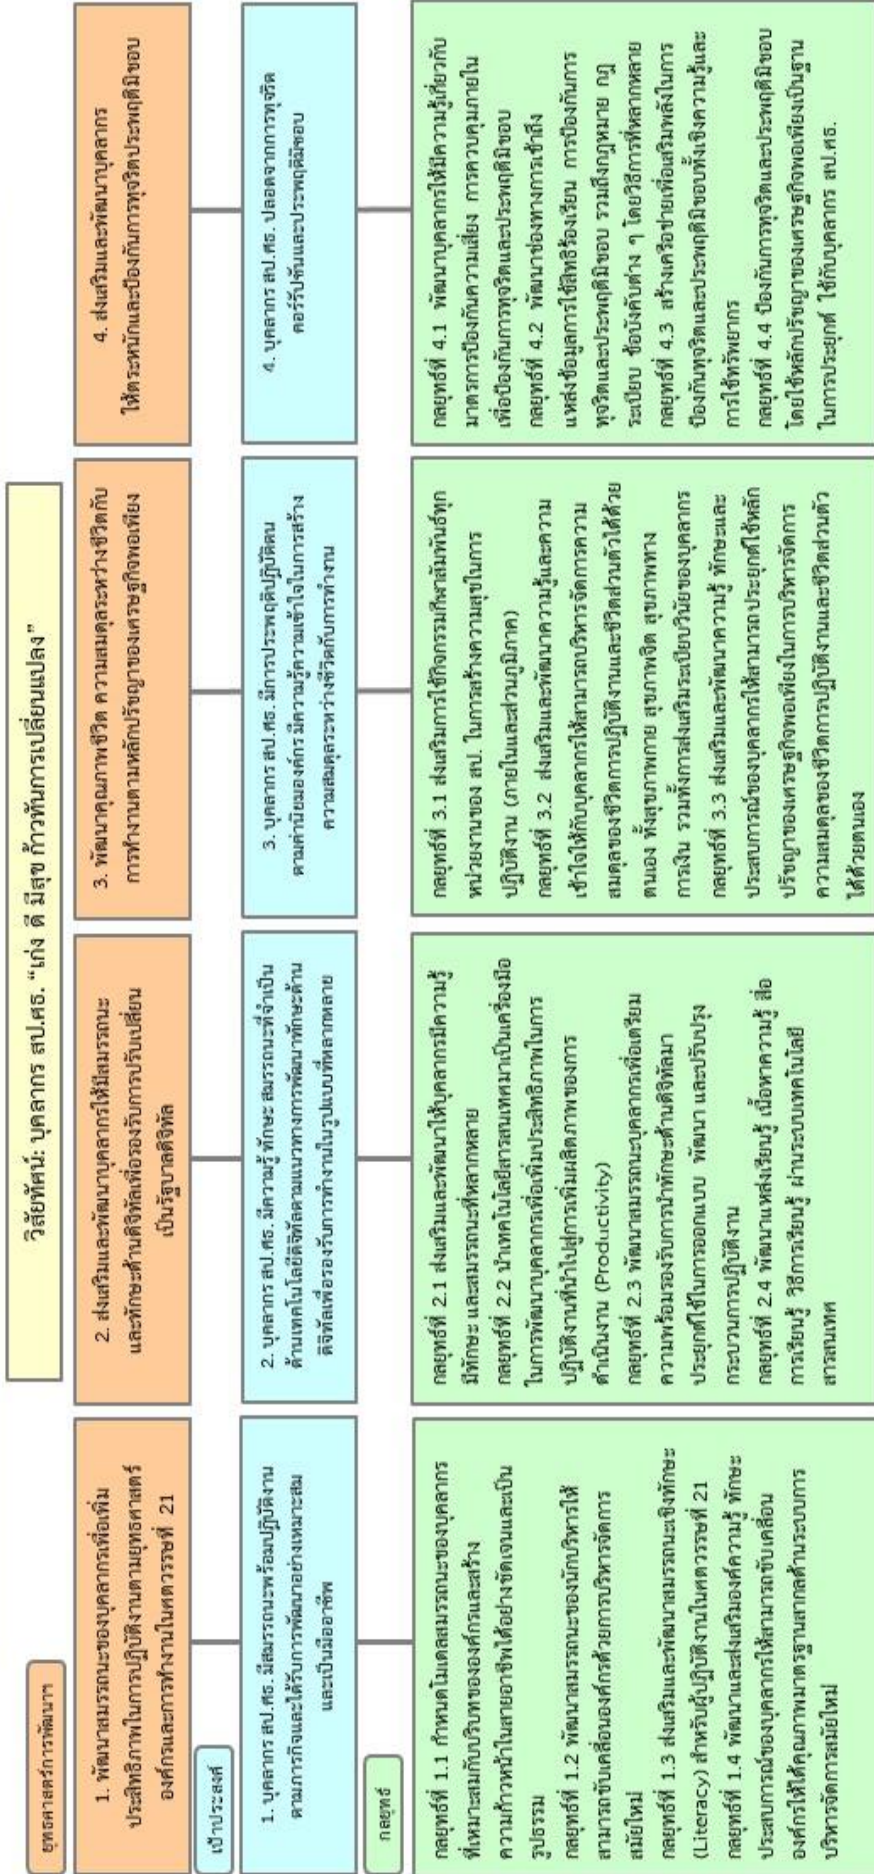 วิสัยทัศน์: บุคลากร สป.ศธ. “เก่ง ดี มีสุข ก้าวทันการเปลี่ยนแปลง”
ยุทธศาสตร์การพัฒนาฯ
1. พัฒนาสมรรถนะของบุคลากรเพื่อเพิ่ม
ประสิทธิภาพในการปฏิบัติงานตามยุทธศาสตร์
องค์กรและการทำงานในศตวรรษที่ 21
2. ส่งเสริมและพัฒนาบุคลากรให้มีสมรรถนะ
และทักษะด้านดิจิทัลเพื่อรองรับการปรับเปลี่ยน
เป็นรัฐบาลดิจิทัล
3. พัฒนาคุณภาพชีวิต ความสมดุลระหว่างชีวิตกับ
การทำงานตามหลักปรัชญาของเศรษฐกิจพอเพียง
4. ส่งเสริมและพัฒนาบุคลากร
ให้ตระหนักและป้องกันการทุจริตประพฤติมิชอบ
เป้าประสงค์
1. บุคลากร สป.ศธ. มีสมรรถนะพร้อมปฏิบัติงาน
ตามภารกิจและได้รับการพัฒนาอย่างเหมาะสม
และเป็นมืออาชีพ
2. บุคลากร สป.ศธ. มีความรู้ ทักษะ สมรรถนะที่จำเป็น
ด้านเทคโนโลยีดิจิทัลตามแนวทางการพัฒนาทักษะด้าน
ดิจิทัลเพื่อรองรับการทำงานในรูปแบบที่หลากหลาย
3. บุคลากร สป.ศธ. มีการประพฤติปฏิบัติตน
ตามค่านิยมองค์กร มีความรู้ความเข้าใจในการสร้าง
ความสมดุลระหว่างชีวิตกับการทำงาน
4. บุคลากร สป.ศธ. ปลอดจากการทุจริต
คอร์รัปชันและประพฤติมิชอบ
กลยุทธ์
กลยุทธ์ที่ 1.1 กำหนดโมเดลสมรรถนะของบุคลากร
ที่เหมาะสมกับบริบทขององค์กรและสร้าง
ความก้าวหน้าในสายอาชีพได้อย่างชัดเจนและเป็น
รูปธรรม
กลยุทธ์ที่ 1.2 พัฒนาสมรรถนะของนักบริหารให้
สามารถขับเคลื่อนองค์กรด้วยการบริหารจัดการ
สมัยใหม่
กลยุทธ์ที่ 1.3 ส่งเสริมและพัฒนาสมรรถนะเชิงทักษะ
(Literacy) สำหรับผู้ปฏิบัติงานในศตวรรษที่ 21
กลยุทธ์ที่ 1.4 พัฒนาและส่งเสริมองค์ความรู้ ทักษะ
ประสบการณ์ของบุคลากรให้สามารถขับเคลื่อน
องค์กรให้ได้คุณภาพมาตรฐานสากลด้านระบบการ
บริหารจัดการสมัยใหม่
กลยุทธ์ที่ 2.1 ส่งเสริมและพัฒนาให้บุคลากรมีความรู้
มีทักษะ และสมรรถนะที่หลากหลาย
กลยุทธ์ที่ 2.2 นำเทคโนโลยีสารสนเทศมาเป็นเครื่องมือ
ในการพัฒนาบุคลากรเพื่อเพิ่มประสิทธิภาพในการ
ปฏิบัติงานที่นำไปสู่การเพิ่มผลิตภาพของการ
ดำเนินงาน (Productivity)
กลยุทธ์ที่ 2.3 พัฒนาสมรรถนะบุคลากรเพื่อเตรียม
ความพร้อมรองรับการนำทักษะด้านดิจิทัลมา
ประยุกต์ใช้ในการออกแบบ พัฒนา และปรับปรุง
กระบวนการปฏิบัติงาน
กลยุทธ์ที่ 2.4 พัฒนาแหล่งเรียนรู้ เนื้อหาความรู้ สื่อ
การเรียนรู้ วิธีการเรียนรู้ ผ่านระบบเทคโนโลยี
สารสนเทศ
กลยุทธ์ที่ 3.1 ส่งเสริมการใช้กิจกรรมกีฬาสัมพันธ์ทุก
หน่วยงานของ สป. ในการสร้างความสุขในการ
ปฏิบัติงาน (ภายในและส่วนภูมิภาค)
กลยุทธ์ที่ 3.2 ส่งเสริมและพัฒนาความรู้และความ
เข้าใจให้กับบุคลากรให้สามารถบริหารจัดการความ
สมดุลของชีวิตการปฏิบัติงานและชีวิตส่วนตัวได้ด้วย
ตนเอง ทั้งสุขภาพกาย สุขภาพจิต สุขภาพทาง
การเงิน รวมทั้งการส่งเสริมระเบียบวินัยของบุคลากร
กลยุทธ์ที่ 3.3 ส่งเสริมและพัฒนาความรู้ ทักษะและ
ประสบการณ์ของบุคลากรให้สามารถประยุกต์ใช้หลัก
ปรัชญาของเศรษฐกิจพอเพียงในการบริหารจัดการ
ความสมดุลของชีวิตการปฏิบัติงานและชีวิตส่วนตัว
ได้ด้วยตนเอง
กลยุทธ์ที่ 4.1 พัฒนาบุคลากรให้มีความรู้เกี่ยวกับ
มาตรการป้องกันความเสี่ยง การควบคุมภายใน
เพื่อป้องกันการทุจริตและประพฤติมิชอบ
กลยุทธ์ที่ 4.2 พัฒนาช่องทางการเข้าถึง
แหล่งข้อมูลการใช้สิทธิร้องเรียน การป้องกันการ
ทุจริตและประพฤติมิชอบ รวมถึงกฎหมาย กฎ
ระเบียบ ข้อบังคับต่าง ๆ โดยวิธีการที่หลากหลาย
กลยุทธ์ที่ 4.3 สร้างเครือข่ายเพื่อเสริมพลังในการ
ป้องกันทุจริตและประพฤติมิชอบทั้งเชิงความรู้และ
การใช้ทรัพยากร
กลยุทธ์ที่ 4.4 ป้องกันการทุจริตและประพฤติมิชอบ
โดยใช้หลักปรัชญาของเศรษฐกิจพอเพียงเป็นฐาน
ในการประยุกต์ ใช้กับบุคลากร สป.ศธ.